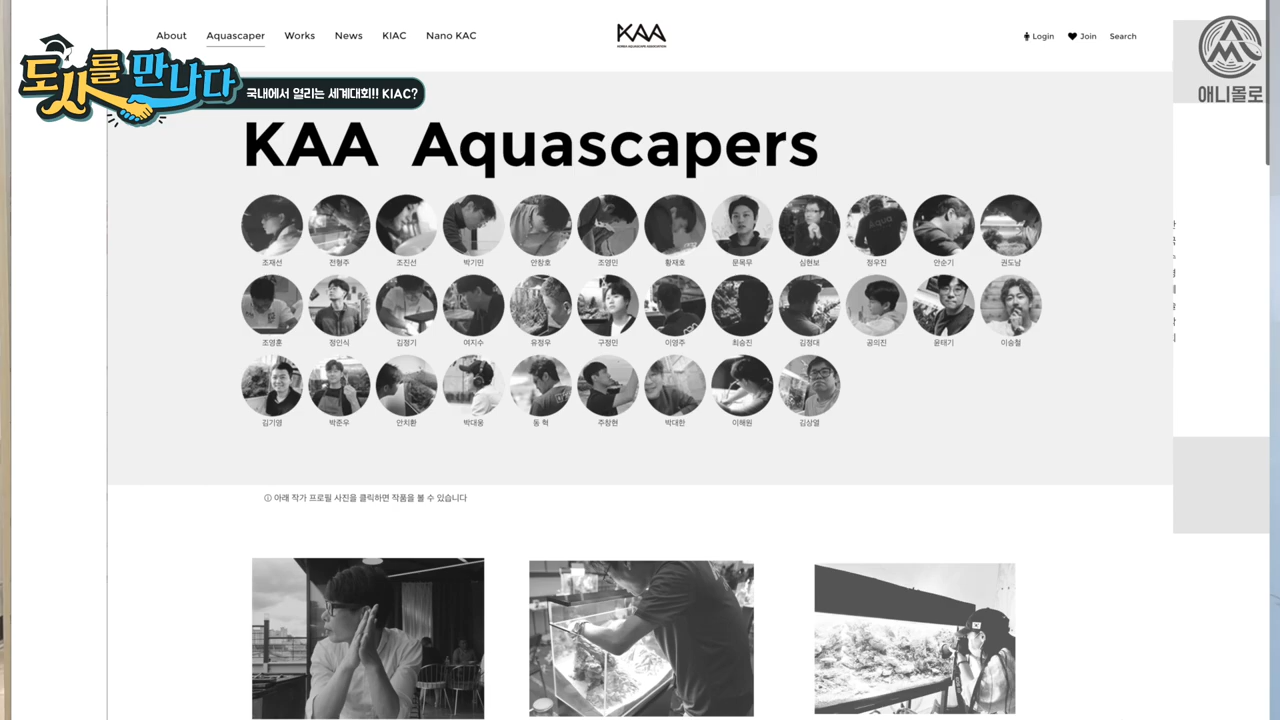 About Aquascaper Works News KIAC Nano KAC
KAA
KOREA AQUASCAPE ASSOCIATION
Login Join Search
도사를 만나다
국내에서 열리는 세계대회!! KIAC?
애니몰로
KAA Aquascapers
조재선 전형주 조진선 박기민 안창호 조영민 황재호 문목우 심현보 정우진 안순기 권도남
조영훈 정인식 김정기 여지수 유정우 구정민 이영주 최승진 김정대 공의진 윤태기 이승철
김기영 박준우 안치환 박대웅 동 혁 주창현 박대한 이해원 김상열
ⓘ 아래 작가 프로필 사진을 클릭하면 작품을 볼 수 있습니다